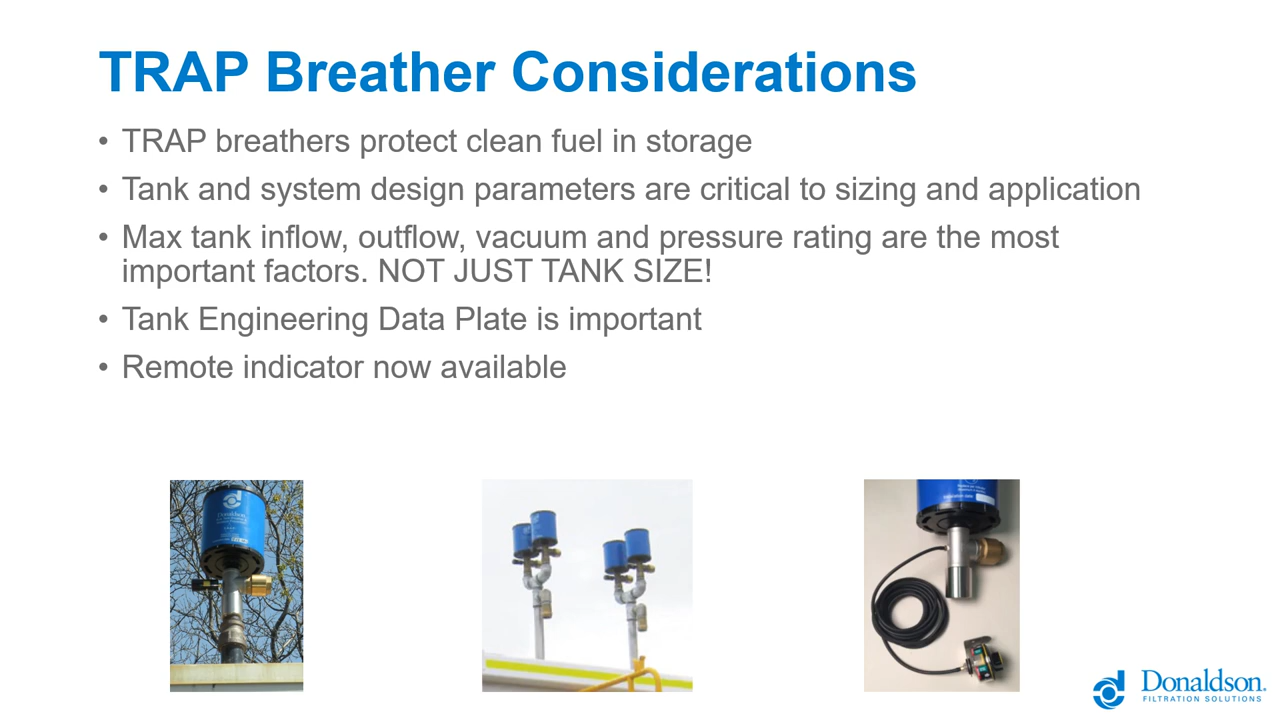 TRAP Breather Considerations
• TRAP breathers protect clean fuel in storage
• Tank and system design parameters are critical to sizing and application
• Max tank inflow, outflow, vacuum and pressure rating are the most
important factors. NOT JUST TANK SIZE!
• Tank Engineering Data Plate is important
• Remote indicator now available
Donaldson.
Donaldson.
FILTRATION SOLUTIONS